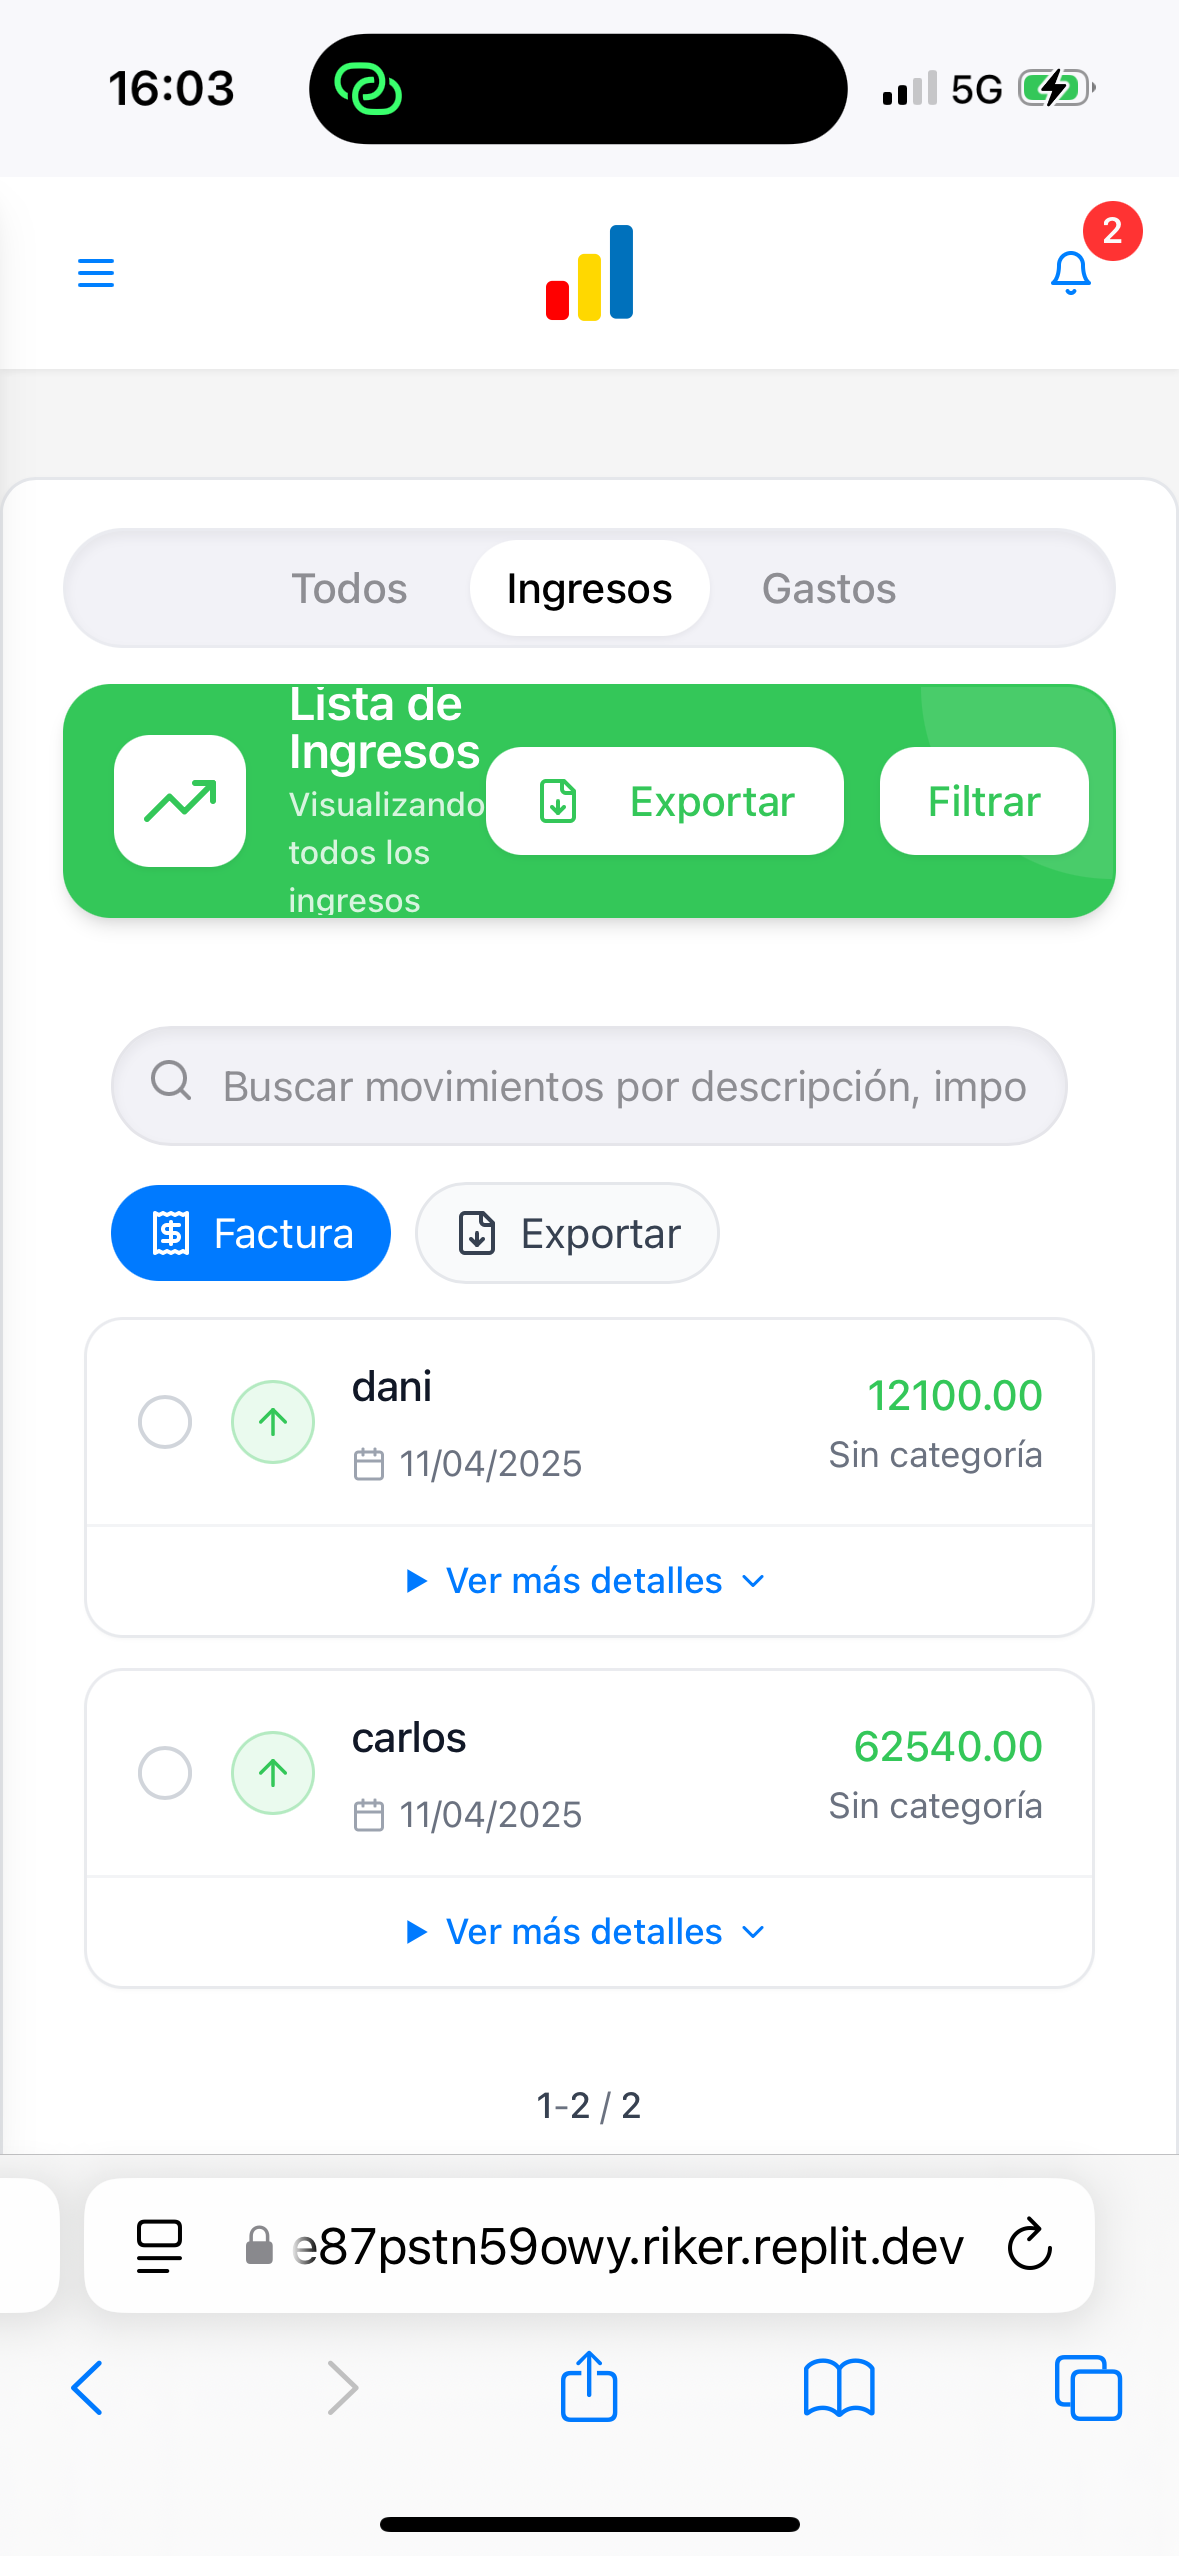 16:03
5G
2
Todos
Ingresos
Gastos
Lista de
Ingresos
Visualizando
todos los
ingresos
Exportar
Filtrar
Buscar movimientos por descripción, impo
Factura
Exportar
dani
12100.00
11/04/2025
Sin categoría
Ver más detalles
carlos
62540.00
11/04/2025
Sin categoría
Ver más detalles
1-2 / 2
e87pstn59owy.riker.replit.dev